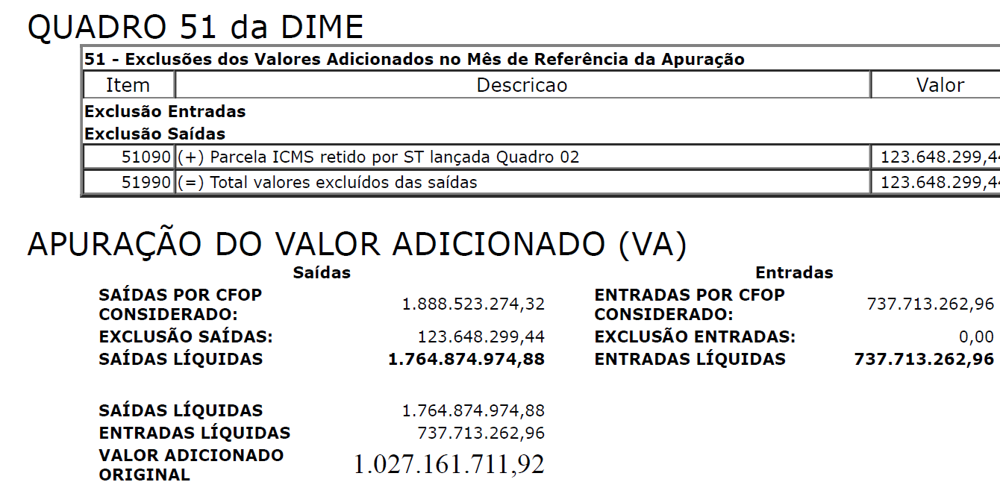 QUADRO 51 da DIME
51 - Exclusões dos Valores Adicionados no Mês de Referência da Apuração
Item Descricao Valor
Exclusão Entradas
Exclusão Saídas
51090 (+) Parcela ICMS retido por ST lançada Quadro 02 123.648.299,44
51990 (=) Total valores excluídos das saídas 123.648.299,44
APURAÇÃO DO VALOR ADICIONADO (VA)
Saídas Entradas
SAÍDAS POR CFOP CONSIDERADO: 1.888.523.274,32 ENTRADAS POR CFOP CONSIDERADO: 737.713.262,96
EXCLUSÃO SAÍDAS: 123.648.299,44 EXCLUSÃO ENTRADAS: 0,00
SAÍDAS LÍQUIDAS 1.764.874.974,88 ENTRADAS LÍQUIDAS 737.713.262,96
SAÍDAS LÍQUIDAS 1.764.874.974,88
ENTRADAS LÍQUIDAS 737.713.262,96
VALOR ADICIONADO ORIGINAL 1.027.161.711,92